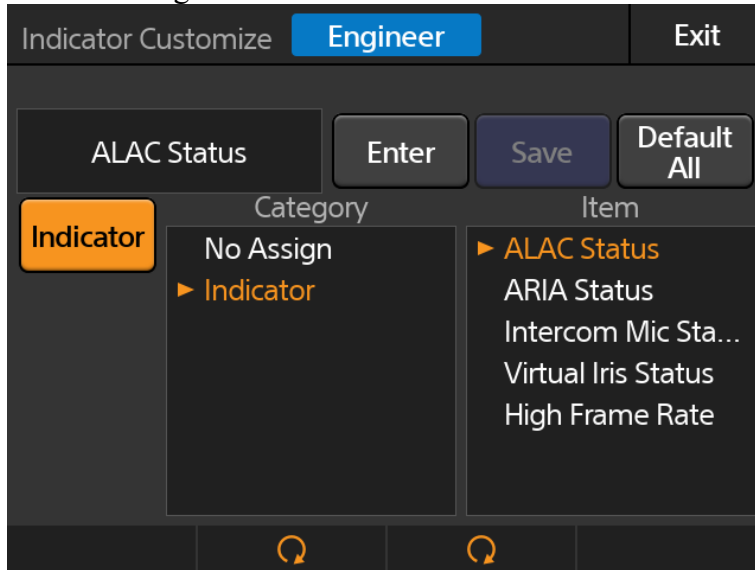 Indicator Customize Engineer Exit
ALAC Status Enter Save Default All
Indicator
Category
No Assign
Indicator
Item
ALAC Status
ARIA Status
Intercom Mic Sta...
Virtual Iris Status
High Frame Rate